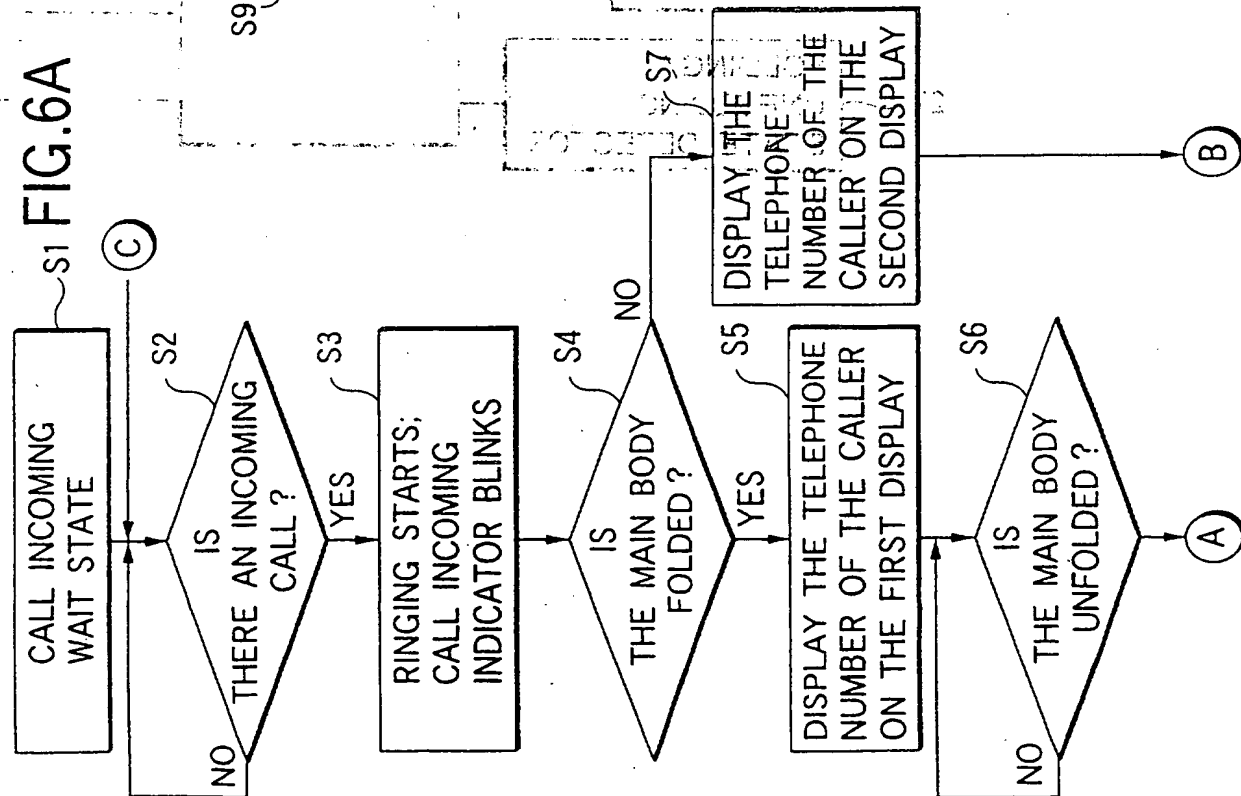 FIG.6A
S1
CALL INCOMING
WAIT STATE
C
S2
IS
THERE AN INCOMING
CALL?
NO
YES
S3
RINGING STARTS;
CALL INCOMING
INDICATOR BLINKS
S4
IS
THE MAIN BODY
FOLDED?
NO
YES
S5
DISPLAY THE TELEPHONE
NUMBER OF THE CALLER
ON THE FIRST DISPLAY
S7
DISPLAY THE
TELEPHONE
NUMBER OF THE
CALLER ON THE
SECOND DISPLAY
S6
IS
THE MAIN BODY
UNFOLDED?
NO
A
B
S9